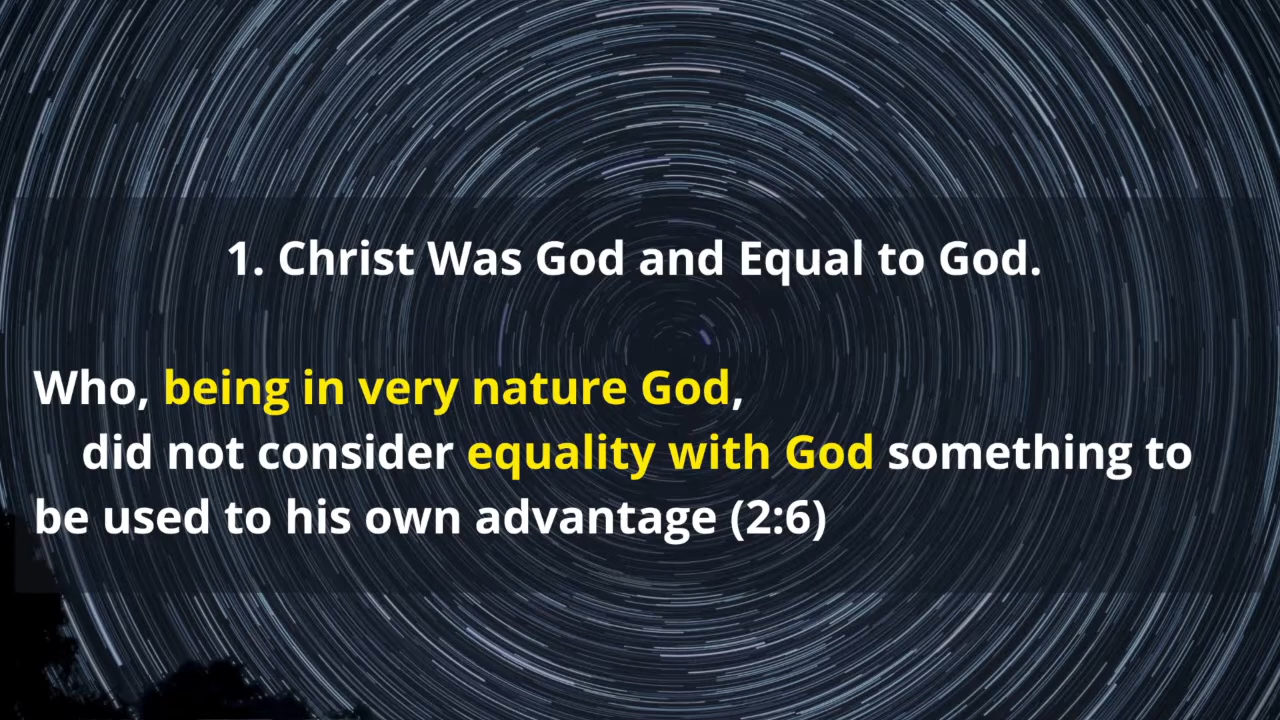 1. Christ Was God and Equal to God.
Who, being in very nature God,
did not consider equality with God something to
be used to his own advantage (2:6)